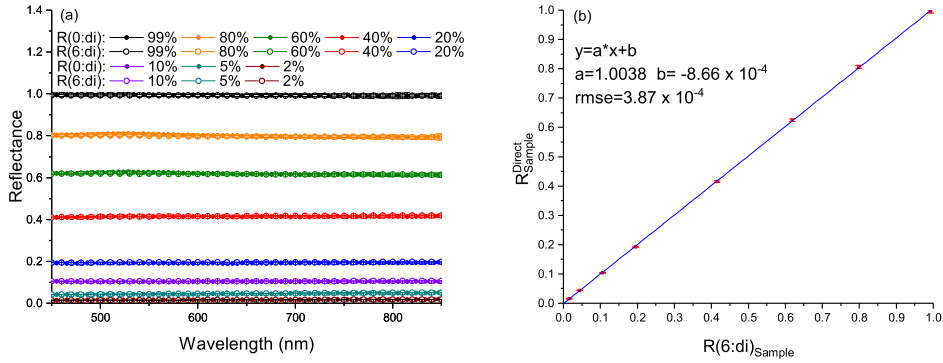 (a)
R(0:di): 99% 80% 60% 40% 20%
R(6:di): 99% 80% 60% 40% 20%
R(0:di): 10% 5% 2%
R(6:di): 10% 5% 2%
1.4
1.2
1.0
0.8
0.6
0.4
0.2
0.0
Reflectance
500 600 700 800
Wavelength (nm)
(b)
y=a*x+b
a=1.0038 b= -8.66 x 10⁻⁴
rmse=3.87 x 10⁻⁴
1.0
0.9
0.8
0.7
0.6
0.5
0.4
0.3
0.2
0.1
0.0
R Direct Sample
0.0 0.1 0.2 0.3 0.4 0.5 0.6 0.7 0.8 0.9 1.0
R(6:di)Sample